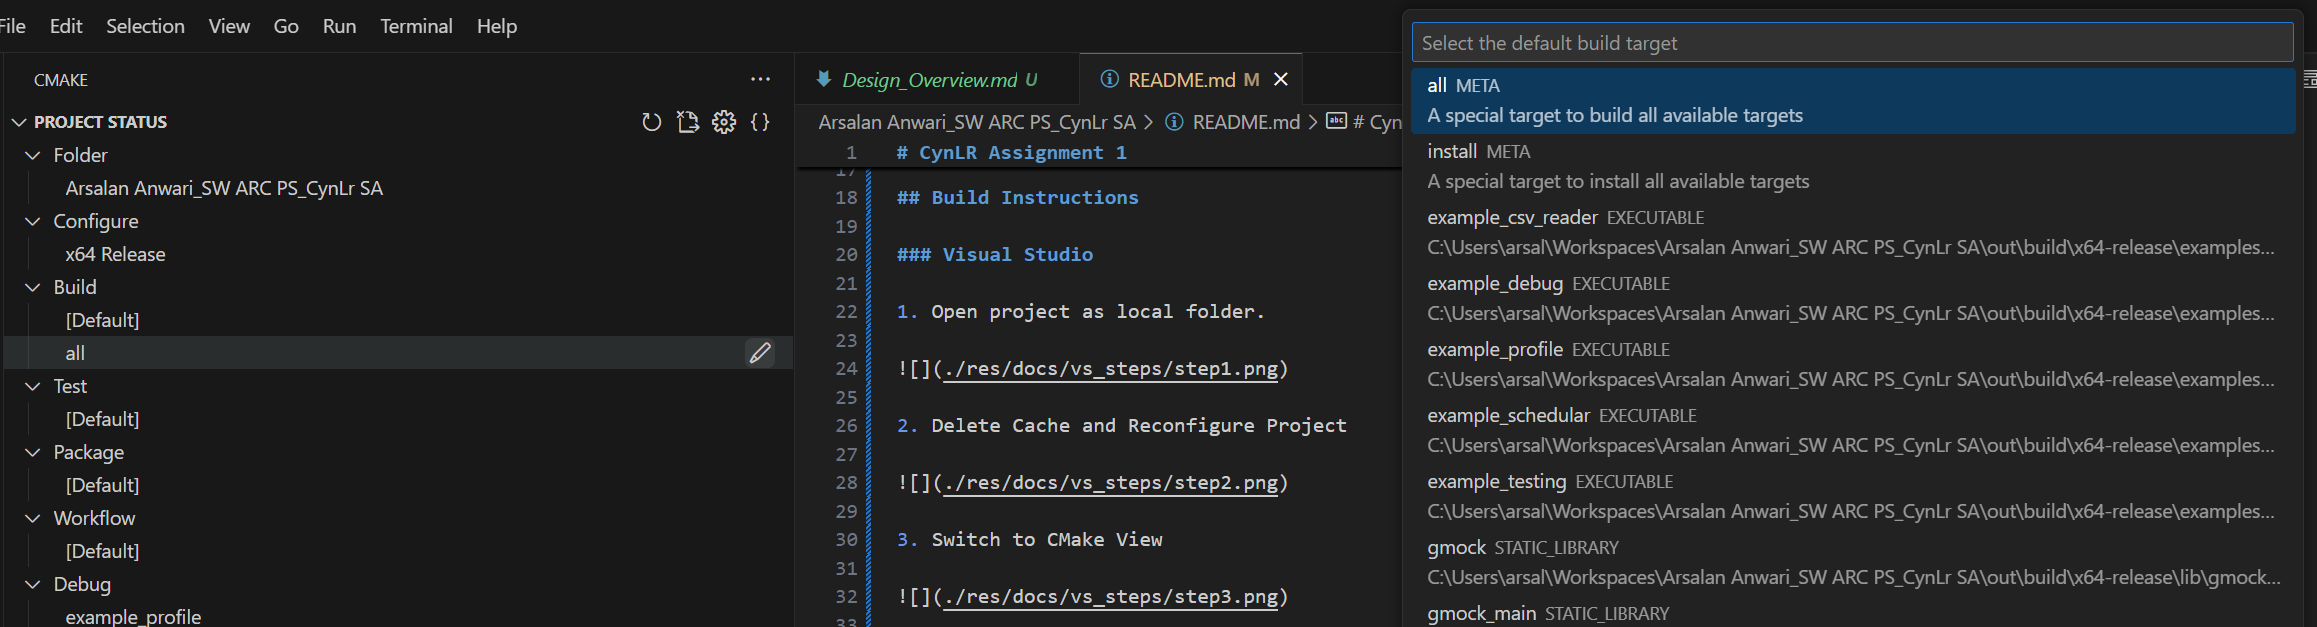 File Edit Selection View Go Run Terminal Help
CMAKE
PROJECT STATUS
Folder
Arsalan Anwari_SW ARC PS_CynLr SA
Configure
x64 Release
Build
[Default]
all
Test
[Default]
Package
[Default]
Workflow
[Default]
Debug
example_profile
Design_Overview.md U
README.md M
Arsalan Anwari_SW ARC PS_CynLr SA > README.md > # Cyn
1 # CynLR Assignment 1
17
18 ## Build Instructions
19
20 ### Visual Studio
21
22 1. Open project as local folder.
23
24 ![](./res/docs/vs_steps/step1.png)
25
26 2. Delete Cache and Reconfigure Project
27
28 ![](./res/docs/vs_steps/step2.png)
29
30 3. Switch to CMake View
31
32 ![](./res/docs/vs_steps/step3.png)
33
Select the default build target
all META
A special target to build all available targets
install META
A special target to install all available targets
example_csv_reader EXECUTABLE
C:\Users\arsal\Workspaces\Arsalan Anwari_SW ARC PS_CynLr SA\out\build\x64-release\examples...
example_debug EXECUTABLE
C:\Users\arsal\Workspaces\Arsalan Anwari_SW ARC PS_CynLr SA\out\build\x64-release\examples...
example_profile EXECUTABLE
C:\Users\arsal\Workspaces\Arsalan Anwari_SW ARC PS_CynLr SA\out\build\x64-release\examples...
example_schedular EXECUTABLE
C:\Users\arsal\Workspaces\Arsalan Anwari_SW ARC PS_CynLr SA\out\build\x64-release\examples...
example_testing EXECUTABLE
C:\Users\arsal\Workspaces\Arsalan Anwari_SW ARC PS_CynLr SA\out\build\x64-release\examples...
gmock STATIC_LIBRARY
C:\Users\arsal\Workspaces\Arsalan Anwari_SW ARC PS_CynLr SA\out\build\x64-release\lib\gmock...
gmock_main STATIC_LIBRARY